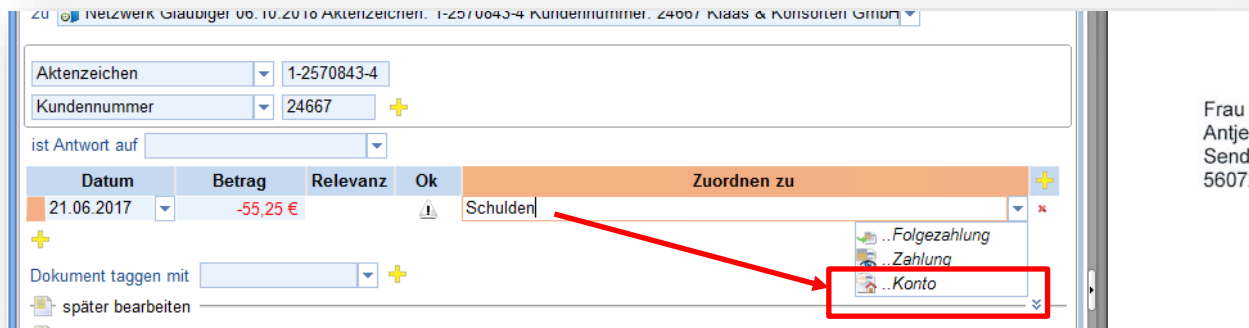 zu Netzwerk Gläubiger 06.10.2018 Aktenzeichen: 1-2570843-4 Kundennummer: 24667 Klaas & Konsorten GmbH
Aktenzeichen 1-2570843-4
Kundennummer 24667
ist Antwort auf
Datum Betrag Relevanz Ok Zuordnen zu
21.06.2017 -55,25 € Schulden
..Folgezahlung
..Zahlung
..Konto
Dokument taggen mit
später bearbeiten
Frau
Antje
Send
5607